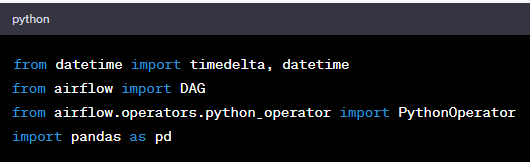 python
from datetime import timedelta, datetime
from airflow import DAG
from airflow.operators.python_operator import PythonOperator
import pandas as pd